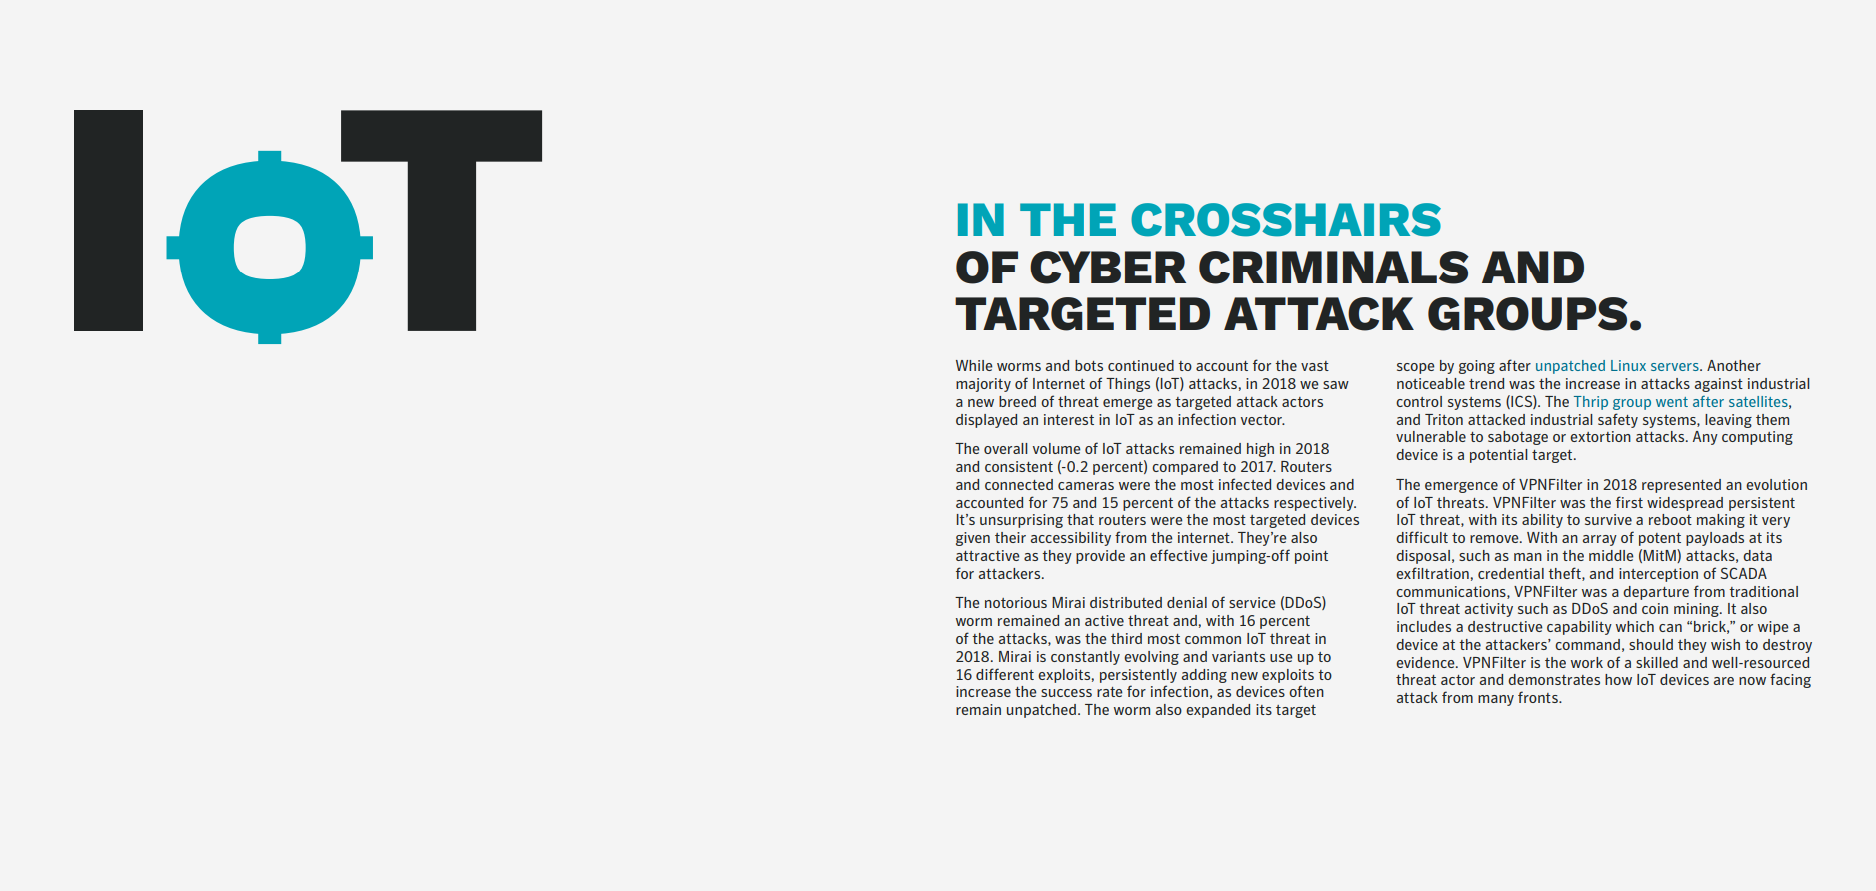 IoT
IN THE CROSSHAIRS
OF CYBER CRIMINALS AND
TARGETED ATTACK GROUPS.
While worms and bots continued to account for the vast
majority of Internet of Things (IoT) attacks, in 2018 we saw
a new breed of threat emerge as targeted attack actors
displayed an interest in IoT as an infection vector.
The overall volume of IoT attacks remained high in 2018
and consistent (-0.2 percent) compared to 2017. Routers
and connected cameras were the most infected devices and
accounted for 75 and 15 percent of the attacks respectively.
It’s unsurprising that routers were the most targeted devices
given their accessibility from the internet. They’re also
attractive as they provide an effective jumping-off point
for attackers.
The notorious Mirai distributed denial of service (DDoS)
worm remained an active threat and, with 16 percent
of the attacks, was the third most common IoT threat in
2018. Mirai is constantly evolving and variants use up to
16 different exploits, persistently adding new exploits to
increase the success rate for infection, as devices often
remain unpatched. The worm also expanded its target
scope by going after unpatched Linux servers. Another
noticeable trend was the increase in attacks against industrial
control systems (ICS). The Thrip group went after satellites,
and Triton attacked industrial safety systems, leaving them
vulnerable to sabotage or extortion attacks. Any computing
device is a potential target.
The emergence of VPNFilter in 2018 represented an evolution
of IoT threats. VPNFilter was the first widespread persistent
IoT threat, with its ability to survive a reboot making it very
difficult to remove. With an array of potent payloads at its
disposal, such as man in the middle (MitM) attacks, data
exfiltration, credential theft, and interception of SCADA
communications, VPNFilter was a departure from traditional
IoT threat activity such as DDoS and coin mining. It also
includes a destructive capability which can “brick,” or wipe a
device at the attackers’ command, should they wish to destroy
evidence. VPNFilter is the work of a skilled and well-resourced
threat actor and demonstrates how IoT devices are now facing
attack from many fronts.